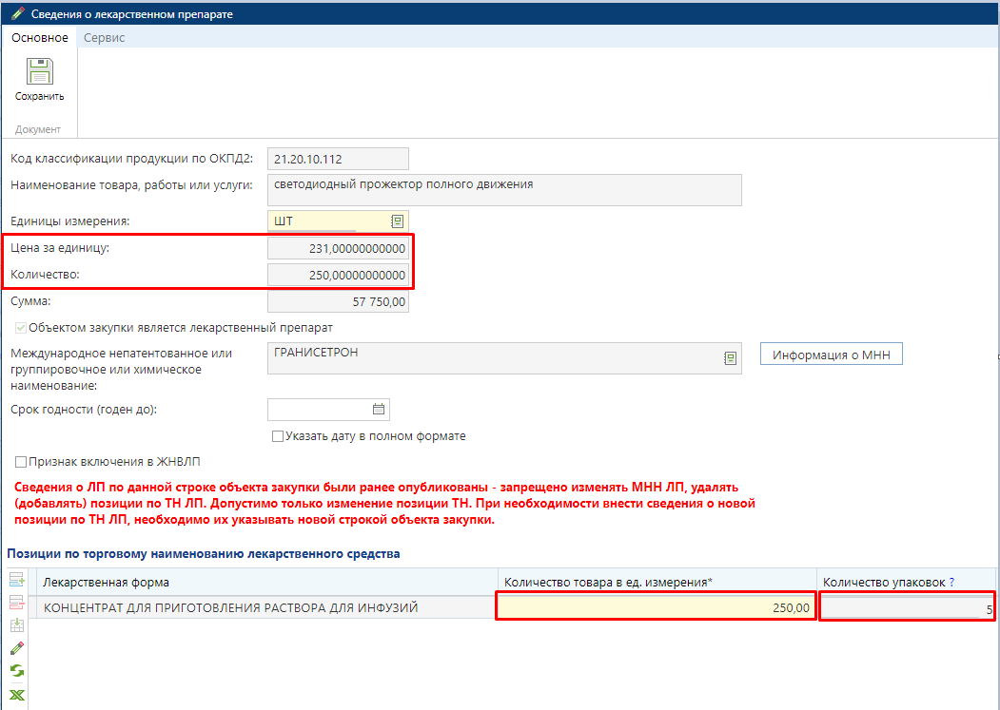 Сведения о лекарственном препарате
Основное Сервис
Сохранить
Документ
Код классификации продукции по ОКПД2: 21.20.10.112
Наименование товара, работы или услуги: светодиодный прожектор полного движения
Единицы измерения: ШТ
Цена за единицу: 231,00000000000
Количество: 250,00000000000
Сумма: 57 750,00
Объектом закупки является лекарственный препарат
Международное непатентованное или
группировочное или химическое
наименование:
ГРАНИСЕТРОН
Информация о МНН
Срок годности (годен до):
Указать дату в полном формате
Признак включения в ЖНВЛП
Сведения о ЛП по данной строке объекта закупки были ранее опубликованы - запрещено изменять МНН ЛП, удалять
(добавлять) позиции по ТН ЛП. Допустимо только изменение позиции ТН. При необходимости внести сведения о новой
позиции по ТН ЛП, необходимо их указывать новой строкой объекта закупки.
Позиции по торговому наименованию лекарственного средства
Лекарственная форма Количество товара в ед. измерения* Количество упаковок ?
КОНЦЕНТРАТ ДЛЯ ПРИГОТОВЛЕНИЯ РАСТВОРА ДЛЯ ИНФУЗИЙ 250,00 5